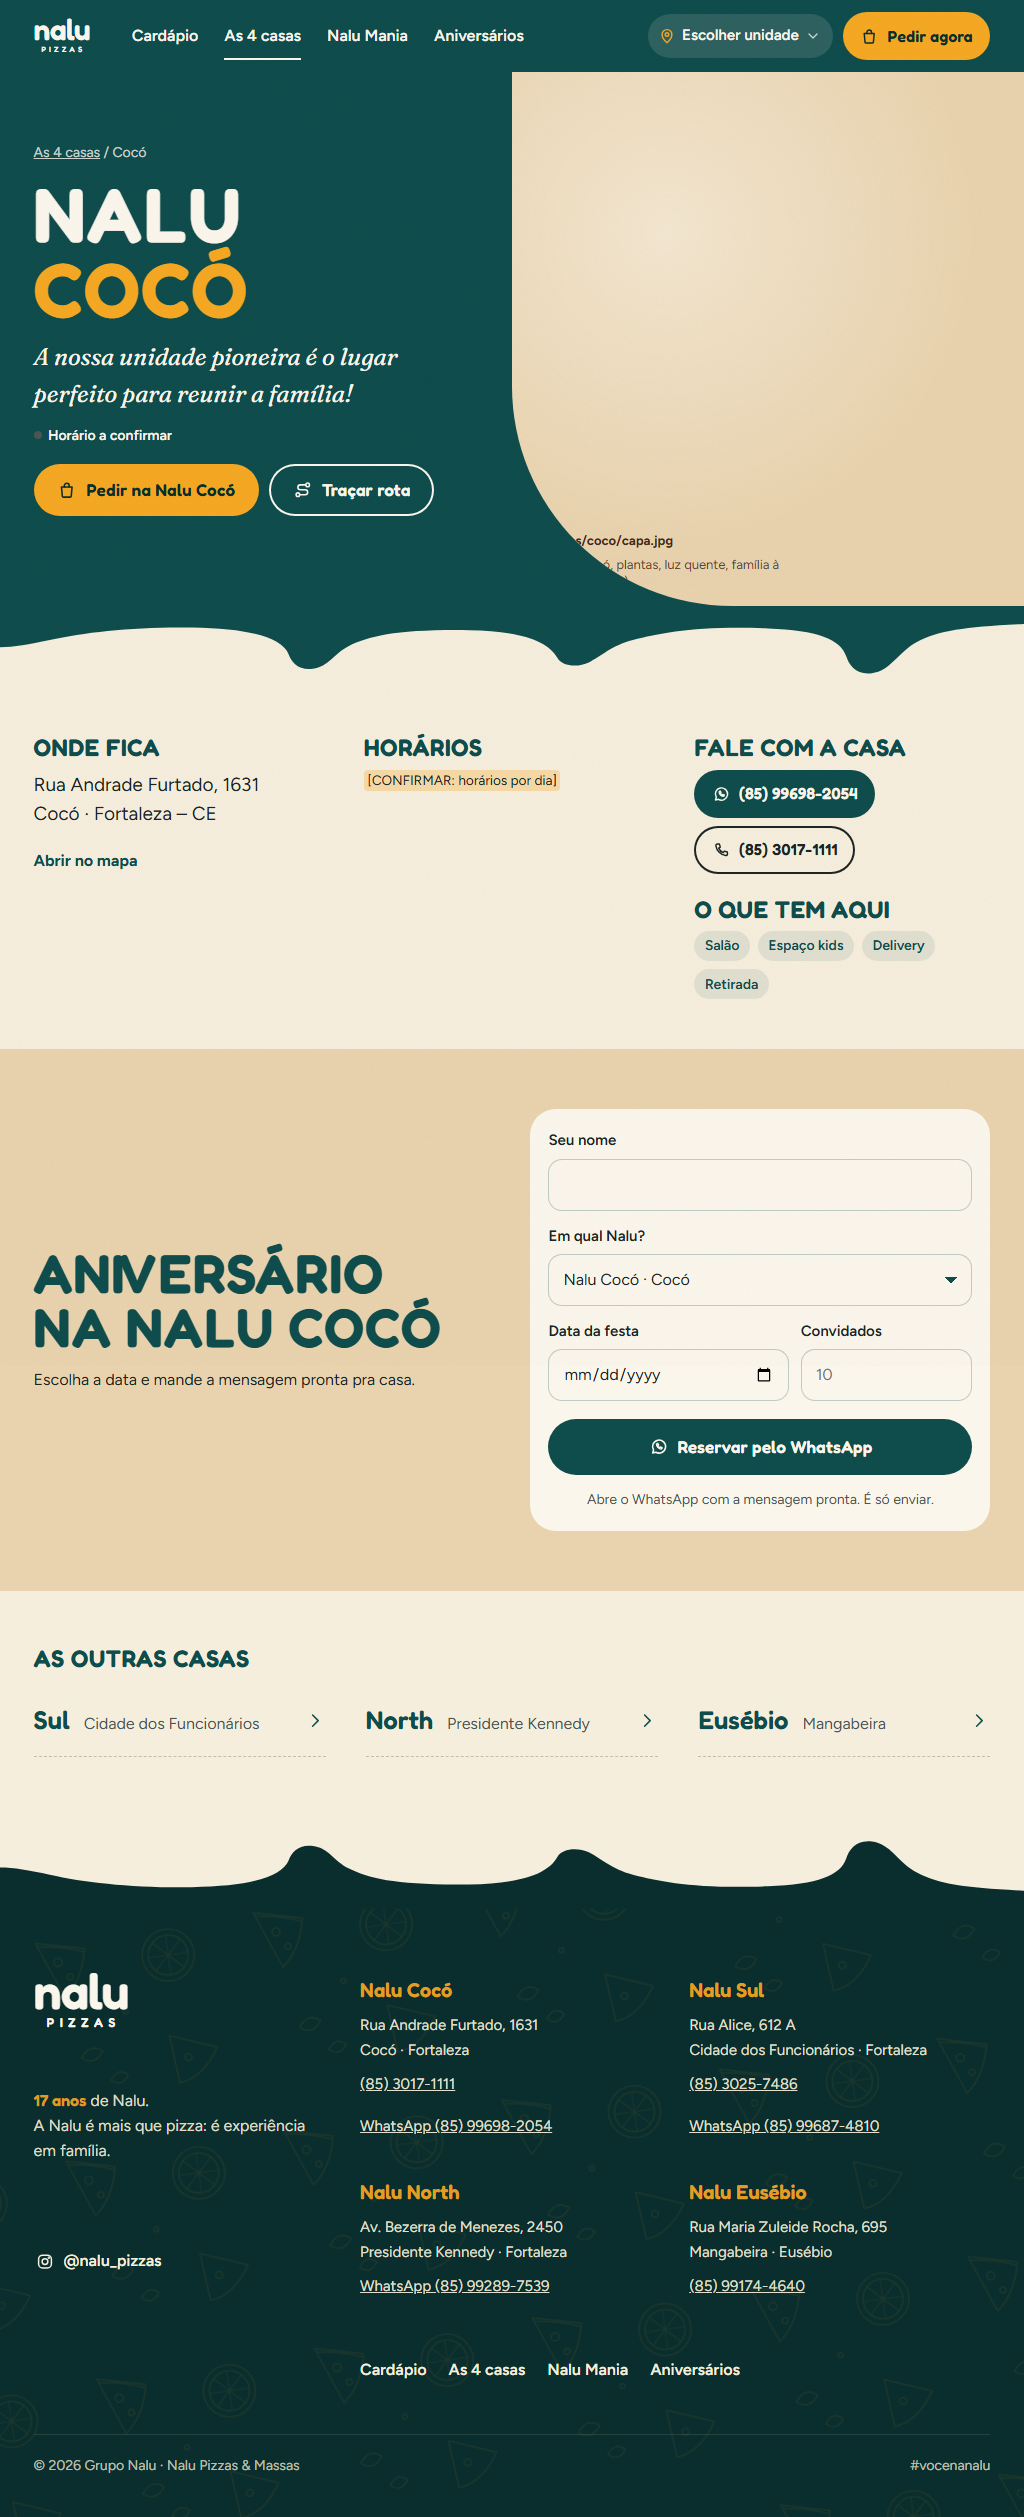 nalu
PIZZAS
Cardápio
As 4 casas
Nalu Mania
Aniversários
Escolher unidade
Pedir agora
As 4 casas / Cocó
NALU
COCÓ
A nossa unidade pioneira é o lugar
perfeito para reunir a família!
Horário a confirmar
Pedir na Nalu Cocó
Traçar rota
s/coco/capa.jpg
plantas, luz quente, família à
ONDE FICA
Rua Andrade Furtado, 1631
Cocó · Fortaleza – CE
Abrir no mapa
HORÁRIOS
[CONFIRMAR: horários por dia]
FALE COM A CASA
(85) 99698-2054
(85) 3017-1111
O QUE TEM AQUI
Salão
Espaço kids
Delivery
Retirada
ANIVERSÁRIO
NA NALU COCÓ
Escolha a data e mande a mensagem pronta pra casa.
Seu nome
Em qual Nalu?
Nalu Cocó · Cocó
Data da festa
Convidados
mm/dd/yyyy
10
Reservar pelo WhatsApp
Abre o WhatsApp com a mensagem pronta. É só enviar.
AS OUTRAS CASAS
Sul Cidade dos Funcionários
North Presidente Kennedy
Eusébio Mangabeira
nalu
PIZZAS
17 anos de Nalu.
A Nalu é mais que pizza: é experiência
em família.
@nalu_pizzas
Nalu Cocó
Rua Andrade Furtado, 1631
Cocó · Fortaleza
(85) 3017-1111
WhatsApp (85) 99698-2054
Nalu Sul
Rua Alice, 612 A
Cidade dos Funcionários · Fortaleza
(85) 3025-7486
WhatsApp (85) 99687-4810
Nalu North
Av. Bezerra de Menezes, 2450
Presidente Kennedy · Fortaleza
WhatsApp (85) 99289-7539
Nalu Eusébio
Rua Maria Zuleide Rocha, 695
Mangabeira · Eusébio
(85) 99174-4640
Cardápio
As 4 casas
Nalu Mania
Aniversários
© 2026 Grupo Nalu · Nalu Pizzas & Massas
#vocenanalu